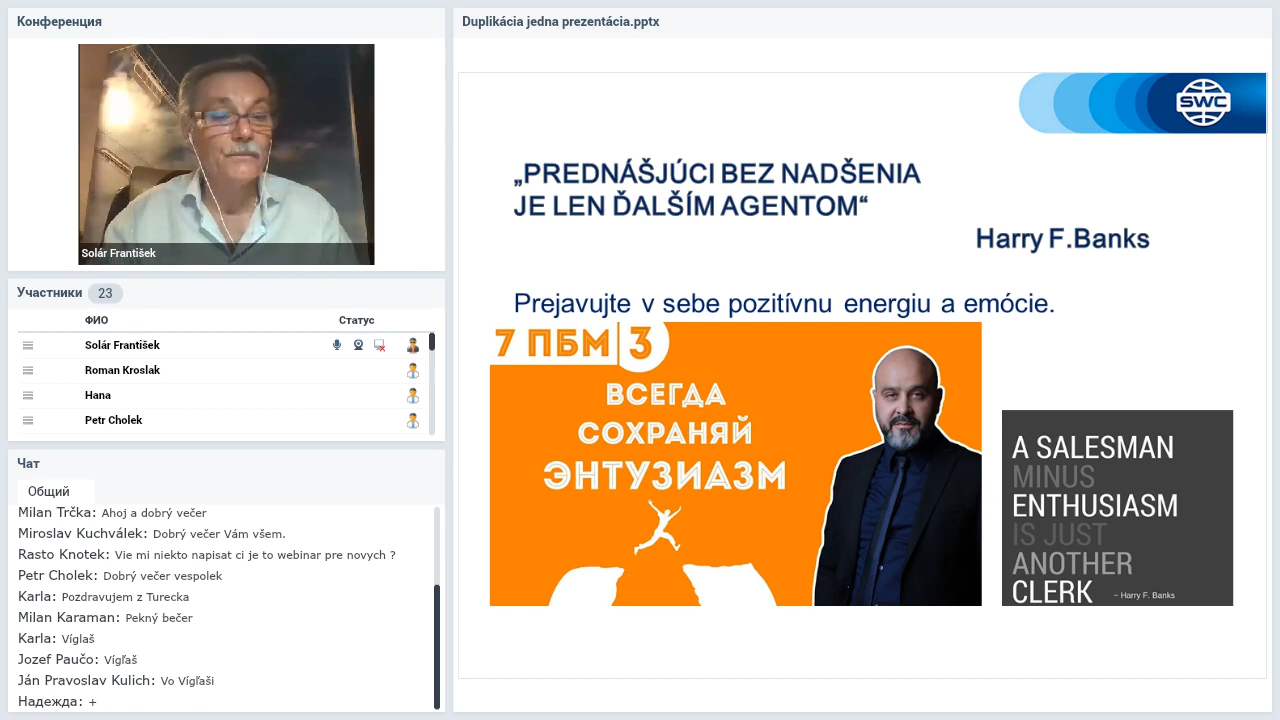 Конференция
Solár František
Участники 23
ФИО Статус
Solár František
Roman Kroslak
Hana
Petr Cholek
Чат
Общий
Milan Trčka: Ahoj a dobrý večer
Miroslav Kuchválek: Dobrý večer Vám všem.
Rasto Knotek: Vie mi niekto napisat ci je to webinar pre novych ?
Petr Cholek: Dobrý večer vespolek
Karla: Pozdravujem z Turecka
Milan Karaman: Pekný bečer
Karla: Víglaš
Jozef Paučo: Vígľaš
Ján Pravoslav Kulich: Vo Vígľaši
Надежда: +
Duplikácia jedna prezentácia.pptx
SWC
„PREDNÁŠJÚCI BEZ NADŠENIA
JE LEN ĎALŠÍM AGENTOM“
Harry F.Banks
Prejavujte v sebe pozitívnu energiu a emócie.
7 ПБМ 3
ВСЕГДА
СОХРАНЯЙ
ЭНТУЗИАЗМ
A SALESMAN
MINUS
ENTHUSIASM
IS JUST
ANOTHER
CLERK – Harry F. Banks